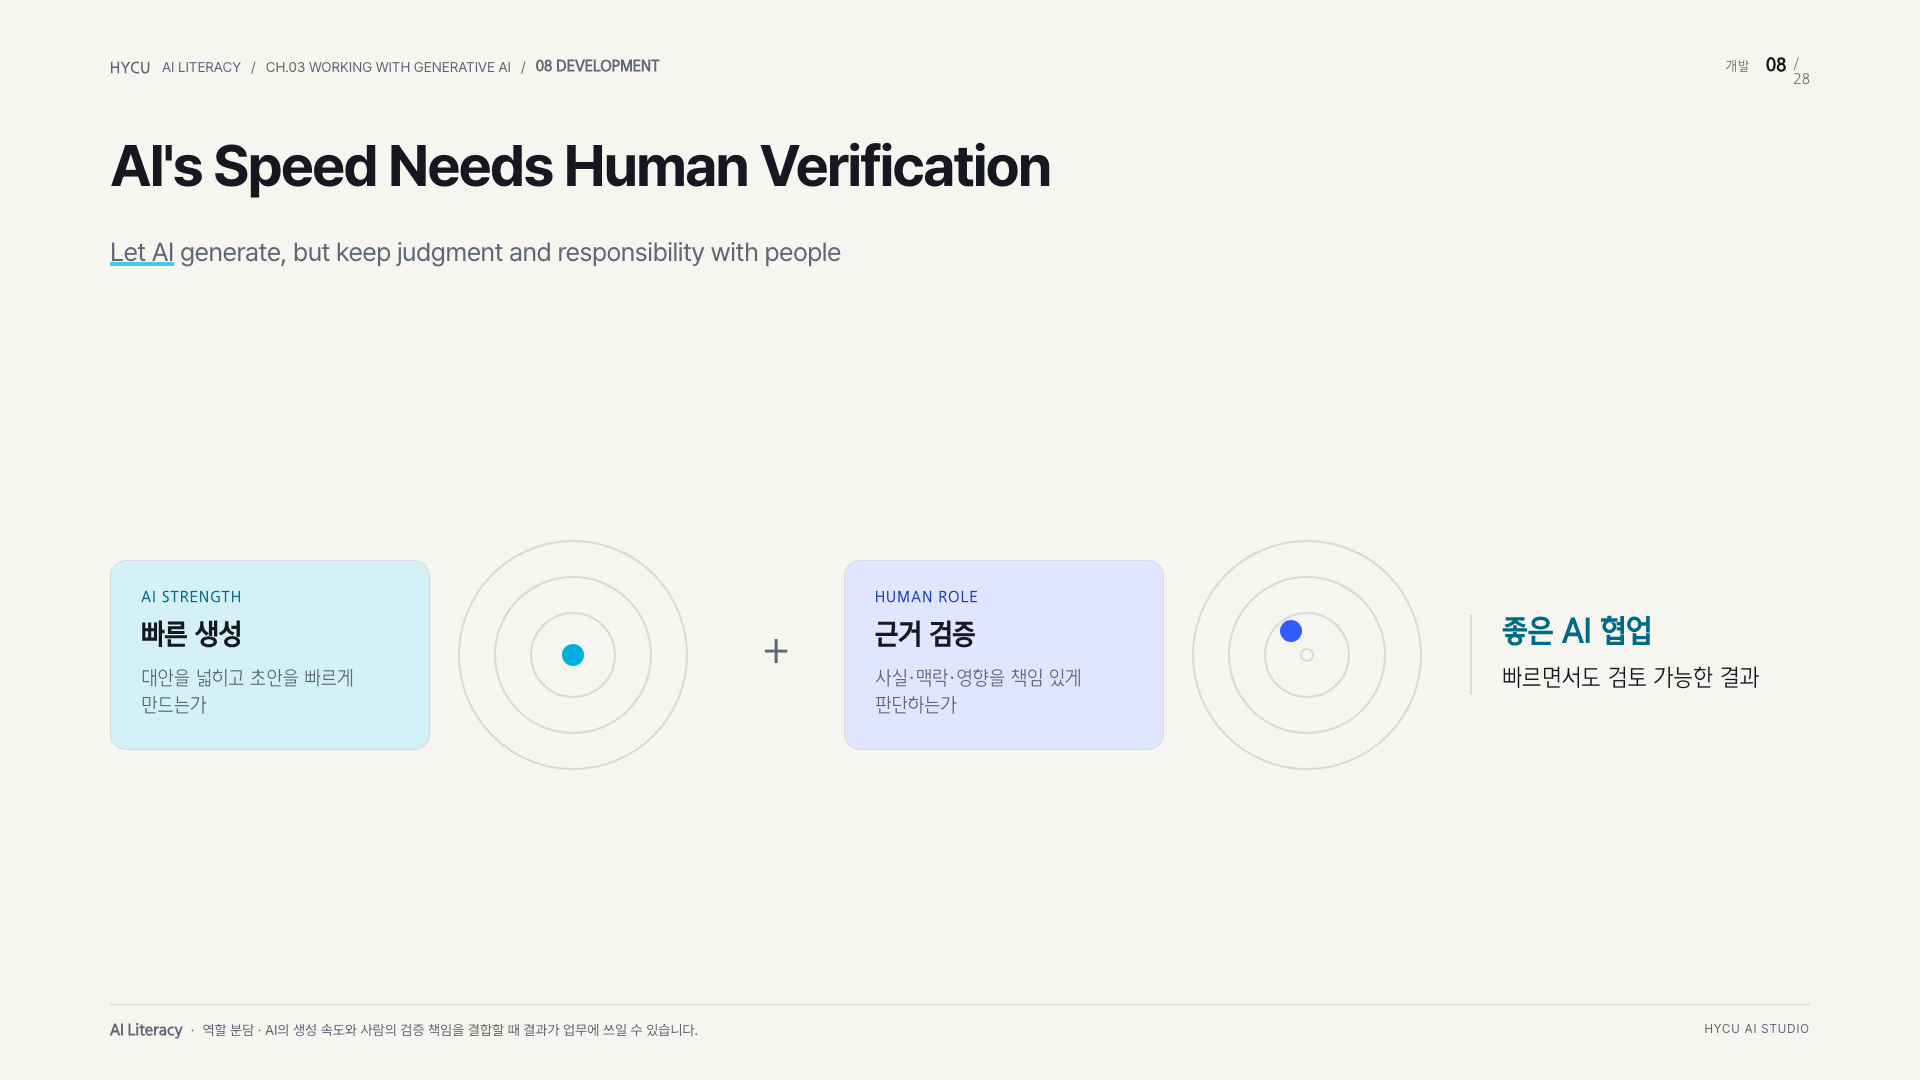 HYCU AI LITERACY / CH.03 WORKING WITH GENERATIVE AI / 08 DEVELOPMENT
개발 08 /
28
AI's Speed Needs Human Verification
Let AI generate, but keep judgment and responsibility with people
AI STRENGTH
빠른 생성
대안을 넓히고 초안을 빠르게
만드는가
+
HUMAN ROLE
근거 검증
사실·맥락·영향을 책임 있게
판단하는가
좋은 AI 협업
빠르면서도 검토 가능한 결과
AI Literacy · 역할 분담 · AI의 생성 속도와 사람의 검증 책임을 결합할 때 결과가 업무에 쓰일 수 있습니다.
HYCU AI STUDIO